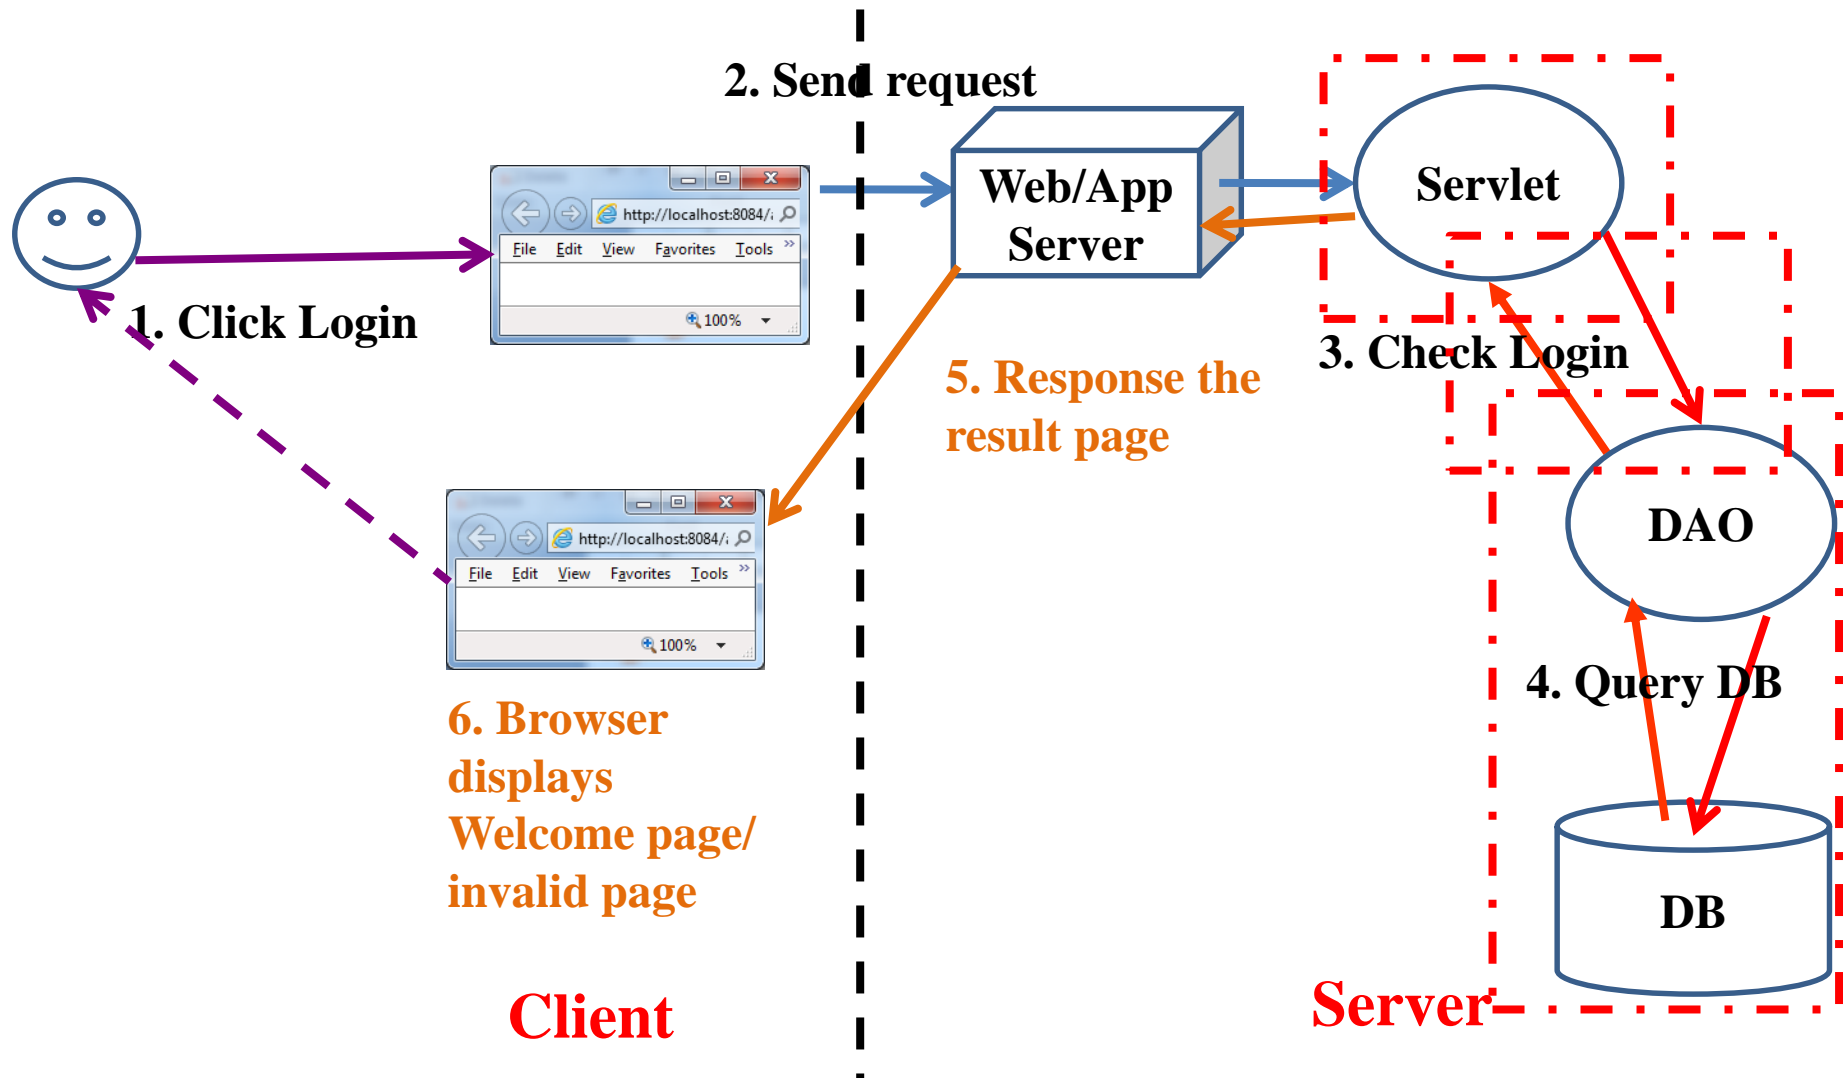 2. Send request
Web/App
Server
Servlet
http://localhost:8084/
File Edit View Favorites Tools »
100%
1. Click Login
3. Check Login
5. Response the
result page
DAO
http://localhost:8084/
File Edit View Favorites Tools »
100%
4. Query DB
6. Browser
displays
Welcome page/
invalid page
DB
Client
Server